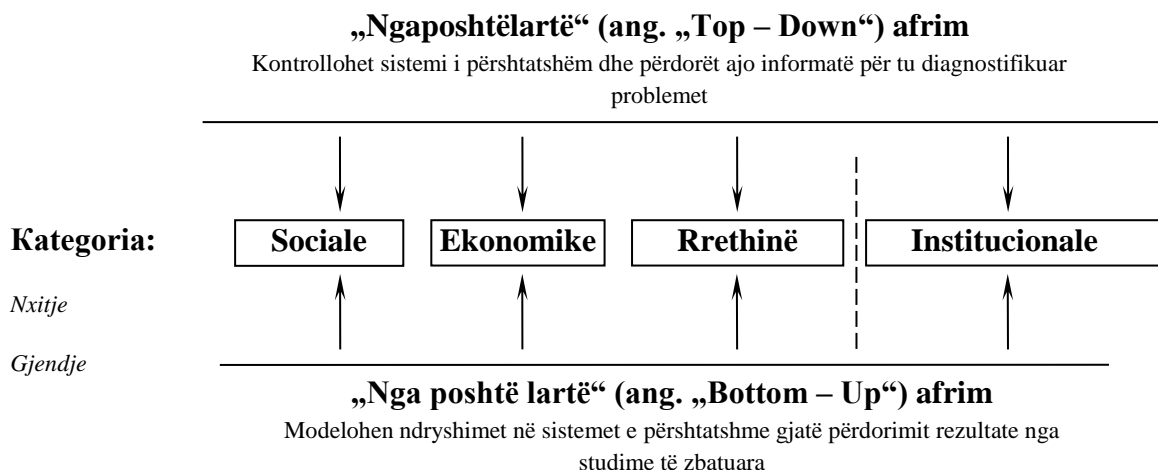 „Ngaposhtëlartë“ (ang. „Top – Down“) afrim
Kontrollohet sistemi i përshtatshëm dhe përdorët ajo informatë për tu diagnostifikuar
problemet
Kategoria:
Sociale
Ekonomike
Rrethinë
Institucionale
Nxitje
Gjendje
„Nga poshtë lartë“ (ang. „Bottom – Up“) afrim
Modelohen ndryshimet në sistemet e përshtatshme gjatë përdorimit rezultate nga
studime të zbatuara